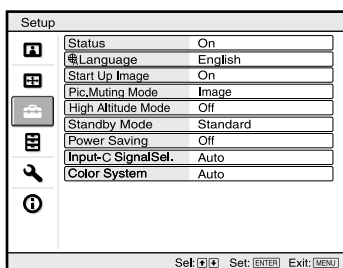 Setup
Status On
Language English
Start Up Image On
Pic.Muting Mode Image
High Altitude Mode Off
Standby Mode Standard
Power Saving Off
Input-C SignalSel. Auto
Color System Auto
Sel: Set: ENTER Exit: MENU